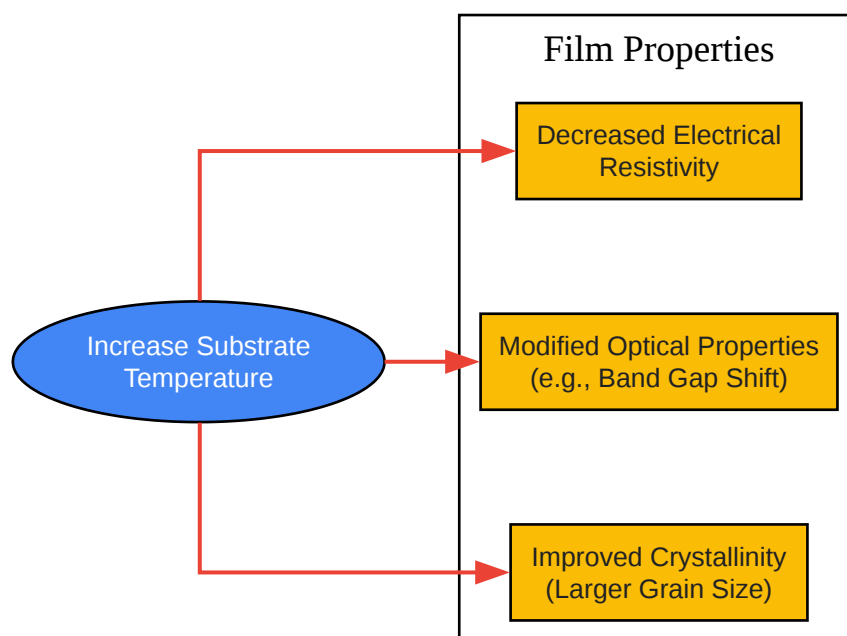 Film Properties
Decreased Electrical
Resistivity
Increase Substrate
Temperature
Modified Optical Properties
(e.g., Band Gap Shift)
Improved Crystallinity
(Larger Grain Size)